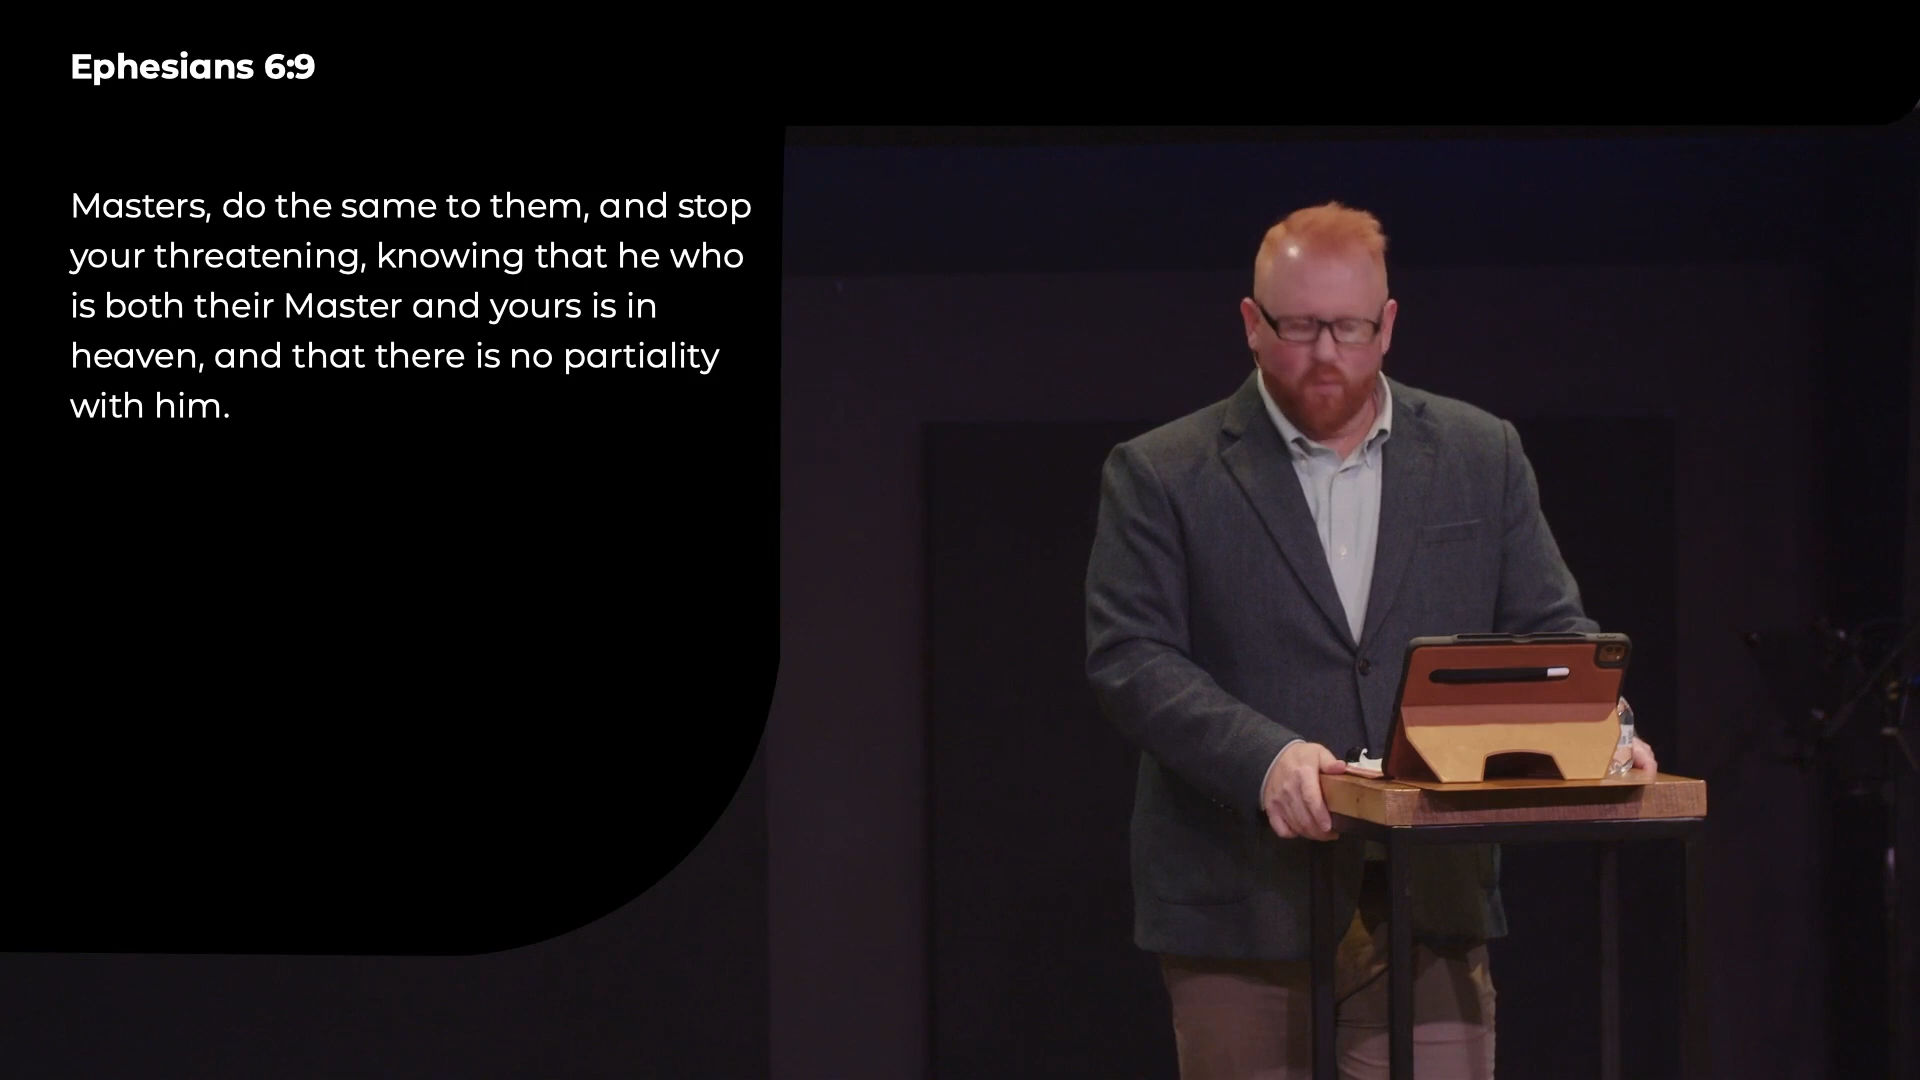 Ephesians 6:9
Masters, do the same to them, and stop
your threatening, knowing that he who
is both their Master and yours is in
heaven, and that there is no partiality
with him.